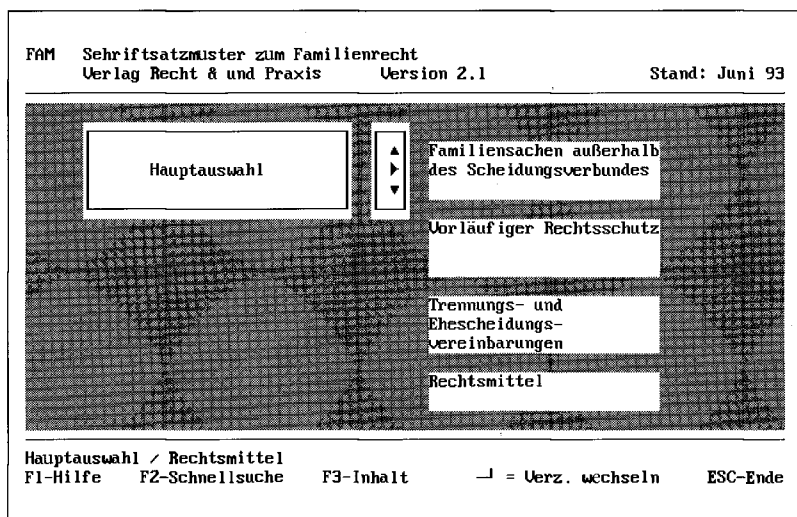 FAM Sehriftsatzmuster zum Familienrecht
Verlag Recht & und Praxis Version 2.1 Stand: Juni 93
Hauptauswahl
Familiensachen außerhalb
des Scheidungsverbundes
Vorläufiger Rechtsschutz
Trennungs- und
Ehescheidungs-
vereinbarungen
Rechtsmittel
Hauptauswahl / Rechtsmittel
F1-Hilfe F2-Schnellsuche F3-Inhalt ┘ = Verz. wechseln ESC-Ende